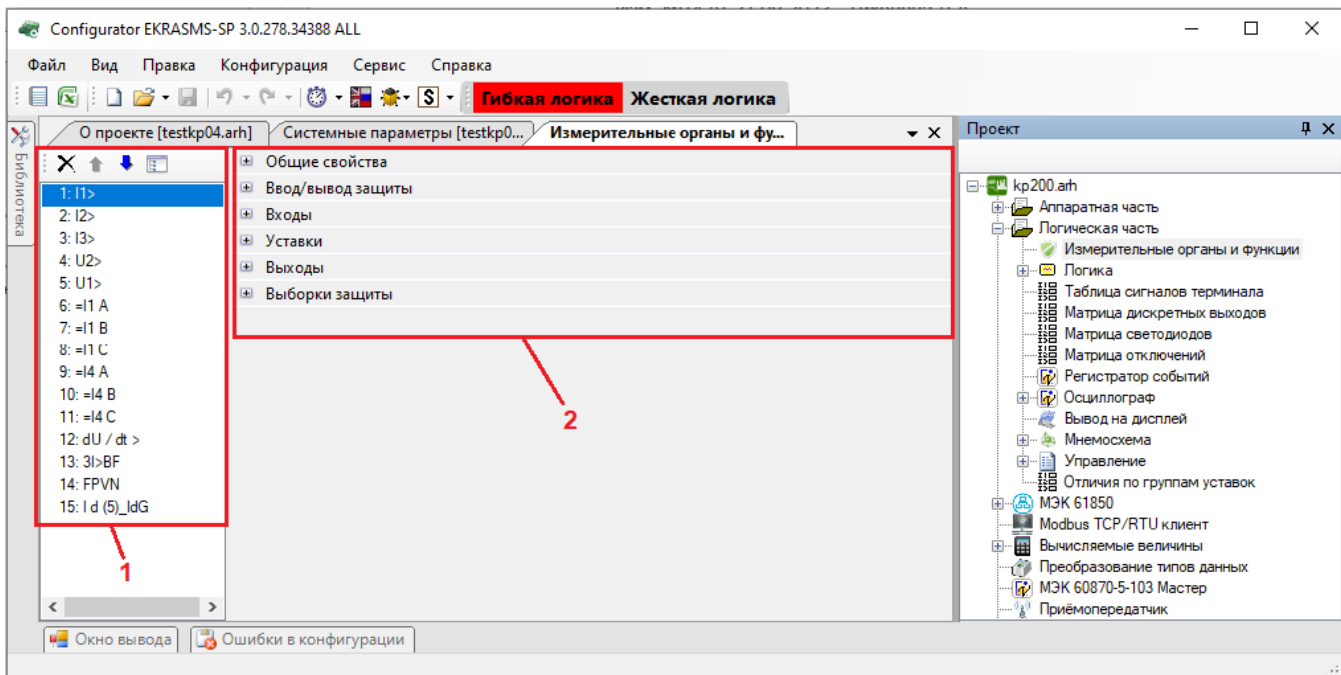 Configurator EKRASMS-SP 3.0.278.34388 ALL
Файл Вид Правка Конфигурация Сервис Справка
Гибкая логика Жесткая логика
Библиотека
О проекте [testkp04.arh] Системные параметры [testkp0... Измерительные органы и фу...
1: I1>
2: I2>
3: I3>
4: U2>
5: U1>
6: =I1 A
7: =I1 B
8: =I1 C
9: =I4 A
10: =I4 B
11: =I4 C
12: dU / dt >
13: 3I>BF
14: FPVN
15: I d (5)_IdG
1
Общие свойства
Ввод/вывод защиты
Входы
Уставки
Выходы
Выборки защиты
2
Проект
kp200.arh
Аппаратная часть
Логическая часть
Измерительные органы и функции
Логика
Таблица сигналов терминала
Матрица дискретных выходов
Матрица светодиодов
Матрица отключений
Регистратор событий
Осциллограф
Вывод на дисплей
Мнемосхема
Управление
Отличия по группам уставок
МЭК 61850
Modbus TCP/RTU клиент
Вычисляемые величины
Преобразование типов данных
МЭК 60870-5-103 Мастер
Приёмопередатчик
Окно вывода Ошибки в конфигурации